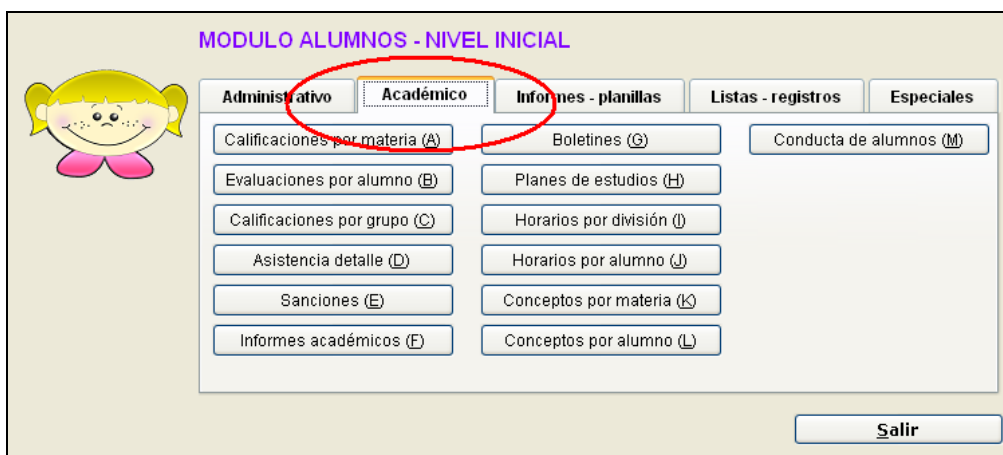 MODULO ALUMNOS - NIVEL INICIAL
Administrativo
Académico
Informes - planillas
Listas - registros
Especiales
Calificaciones por materia (A)
Boletines (G)
Conducta de alumnos (M)
Evaluaciones por alumno (B)
Planes de estudios (H)
Calificaciones por grupo (C)
Horarios por división (I)
Asistencia detalle (D)
Horarios por alumno (J)
Sanciones (E)
Conceptos por materia (K)
Informes académicos (F)
Conceptos por alumno (L)
Salir